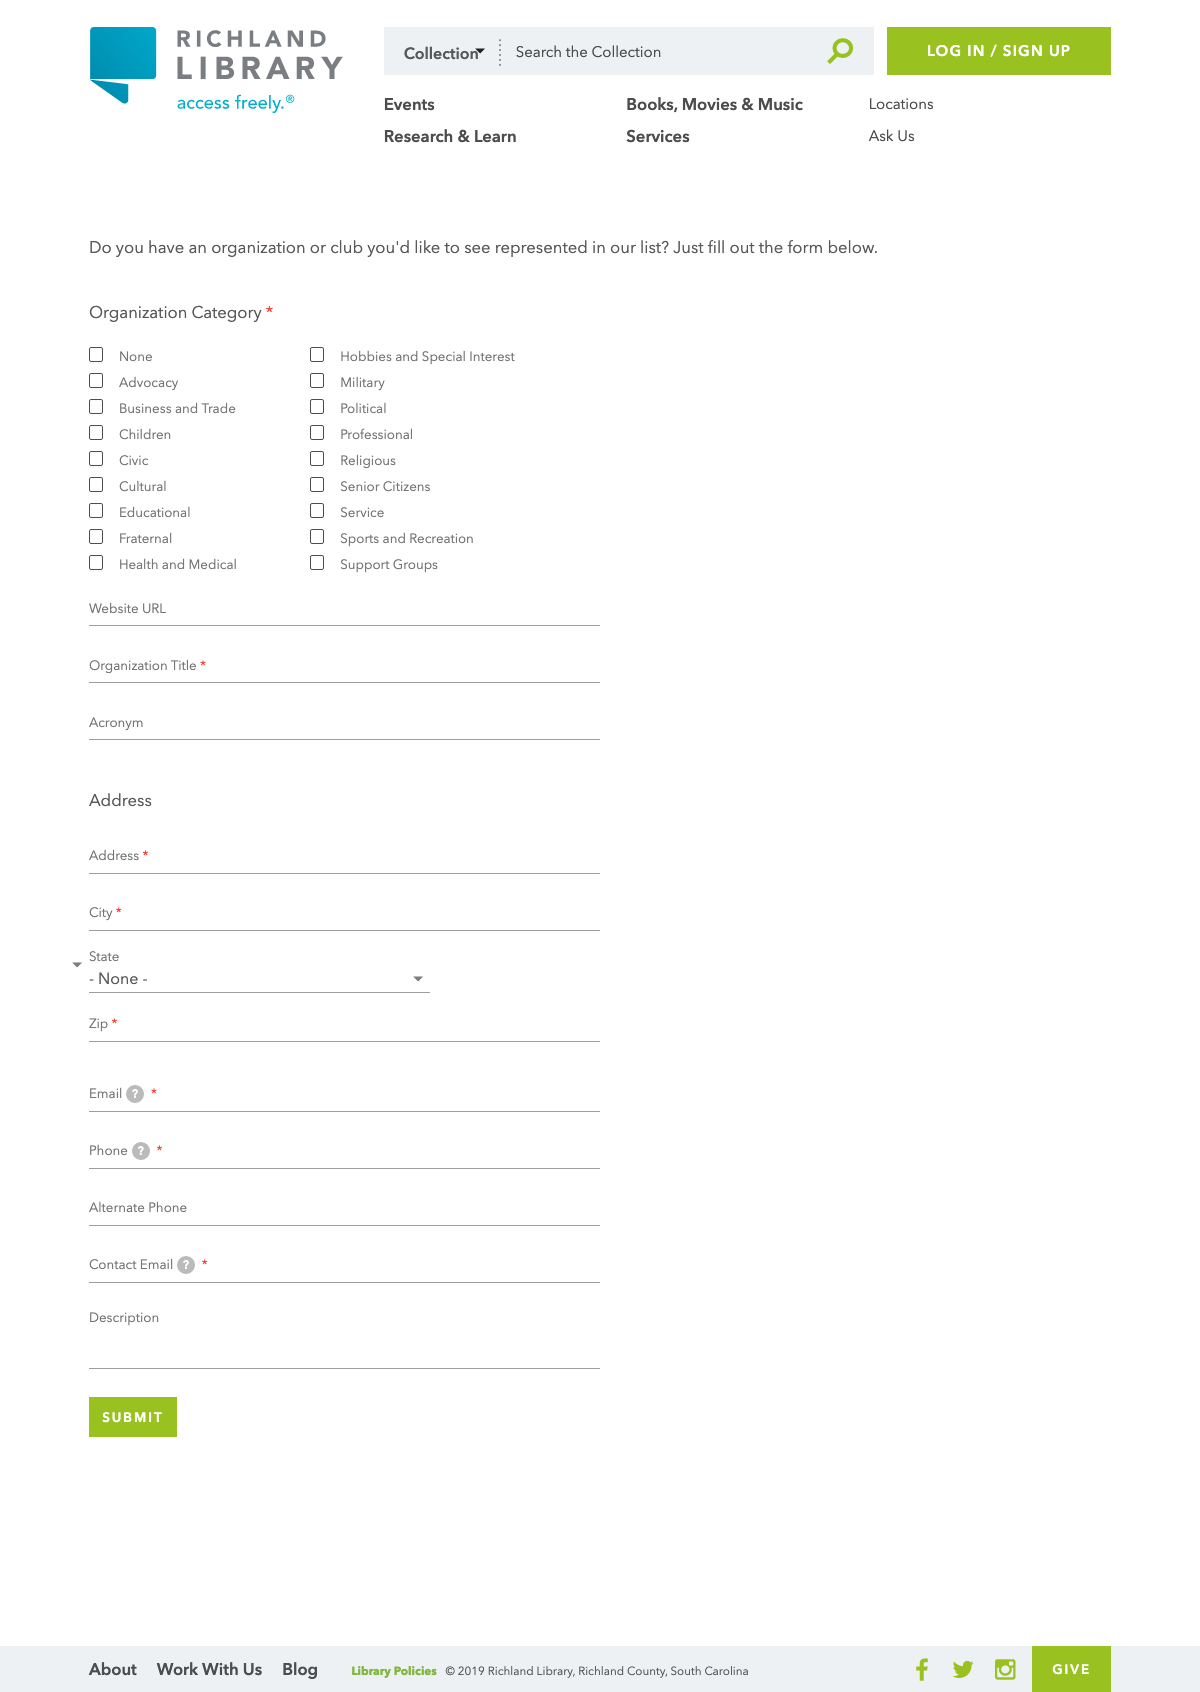 RICHLAND
LIBRARY
access freely.®
Collection
Search the Collection
LOG IN / SIGN UP
Events
Books, Movies & Music
Locations
Research & Learn
Services
Ask Us
Do you have an organization or club you'd like to see represented in our list? Just fill out the form below.
Organization Category *
None
Advocacy
Business and Trade
Children
Civic
Cultural
Educational
Fraternal
Health and Medical
Hobbies and Special Interest
Military
Political
Professional
Religious
Senior Citizens
Service
Sports and Recreation
Support Groups
Website URL
Organization Title *
Acronym
Address
Address *
City *
State
- None -
Zip *
Email ? *
Phone ? *
Alternate Phone
Contact Email ? *
Description
SUBMIT
About Work With Us Blog Library Policies © 2019 Richland Library, Richland County, South Carolina
GIVE